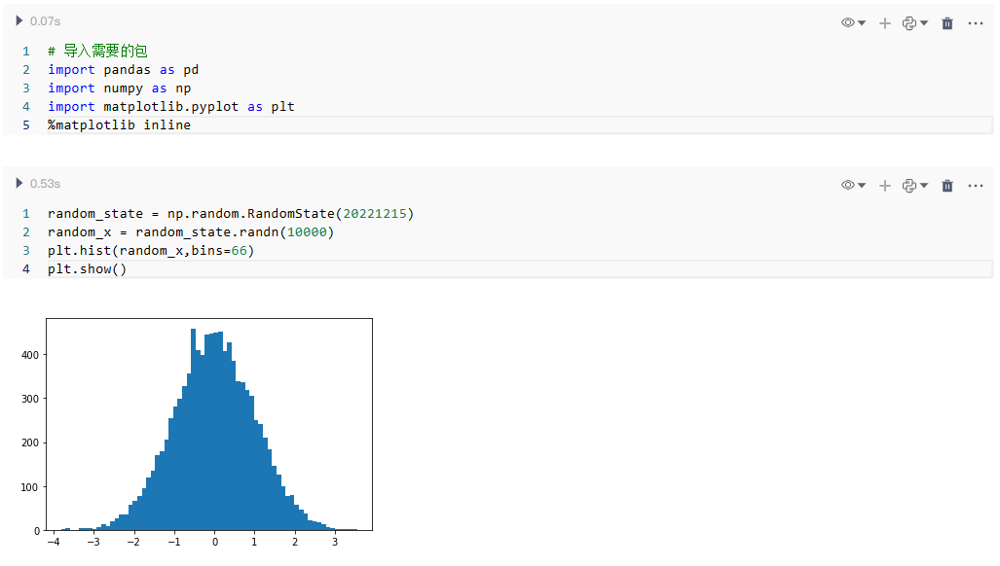 0.07s
1 # 导入需要的包
2 import pandas as pd
3 import numpy as np
4 import matplotlib.pyplot as plt
5 %matplotlib inline
0.53s
1 random_state = np.random.RandomState(20221215)
2 random_x = random_state.randn(10000)
3 plt.hist(random_x,bins=66)
4 plt.show()
400
300
200
100
0
−4 −3 −2 −1 0 1 2 3